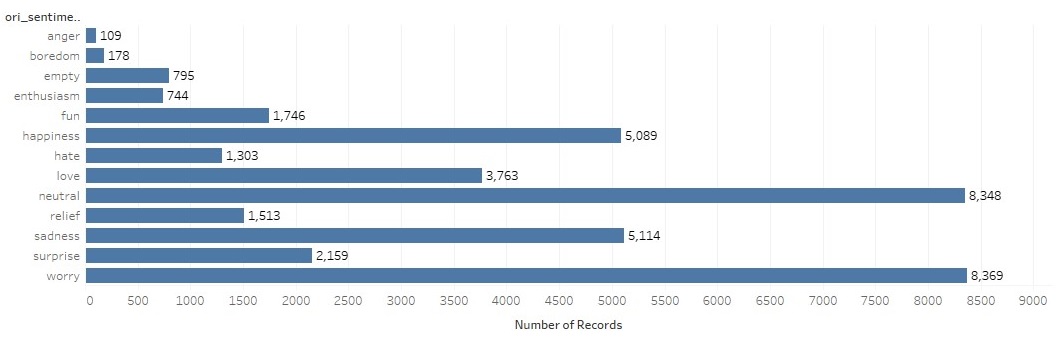 ori_sentime..
anger 109
boredom 178
empty 795
enthusiasm 744
fun 1,746
happiness 5,089
hate 1,303
love 3,763
neutral 8,348
relief 1,513
sadness 5,114
surprise 2,159
worry 8,369
0 500 1000 1500 2000 2500 3000 3500 4000 4500 5000 5500 6000 6500 7000 7500 8000 8500 9000
Number of Records